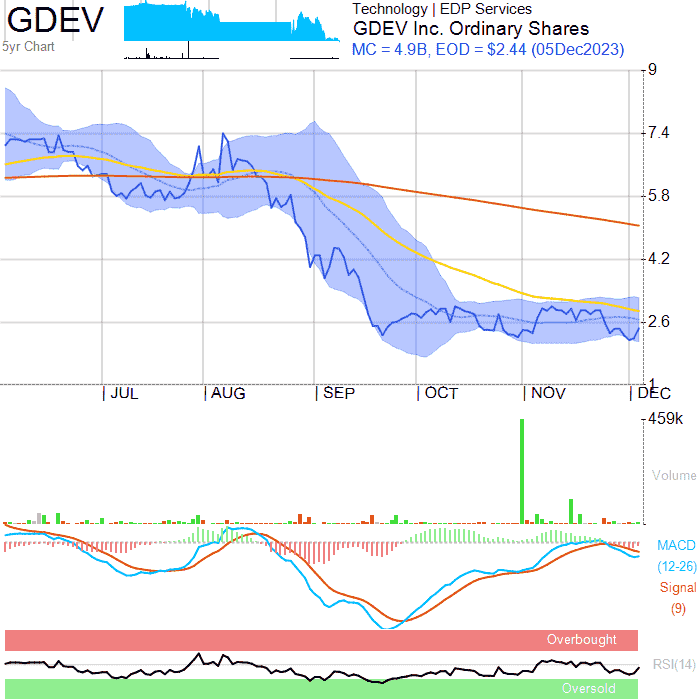 GDEV
5yr Chart
Technology | EDP Services
GDEV Inc. Ordinary Shares
MC = 4.9B, EOD = $2.44 (05Dec2023)
9
7.4
5.8
4.2
2.6
1
JUL
AUG
SEP
OCT
NOV
DEC
459k
Volume
MACD
(12-26)
Signal
(9)
Overbought
RSI(14)
Oversold